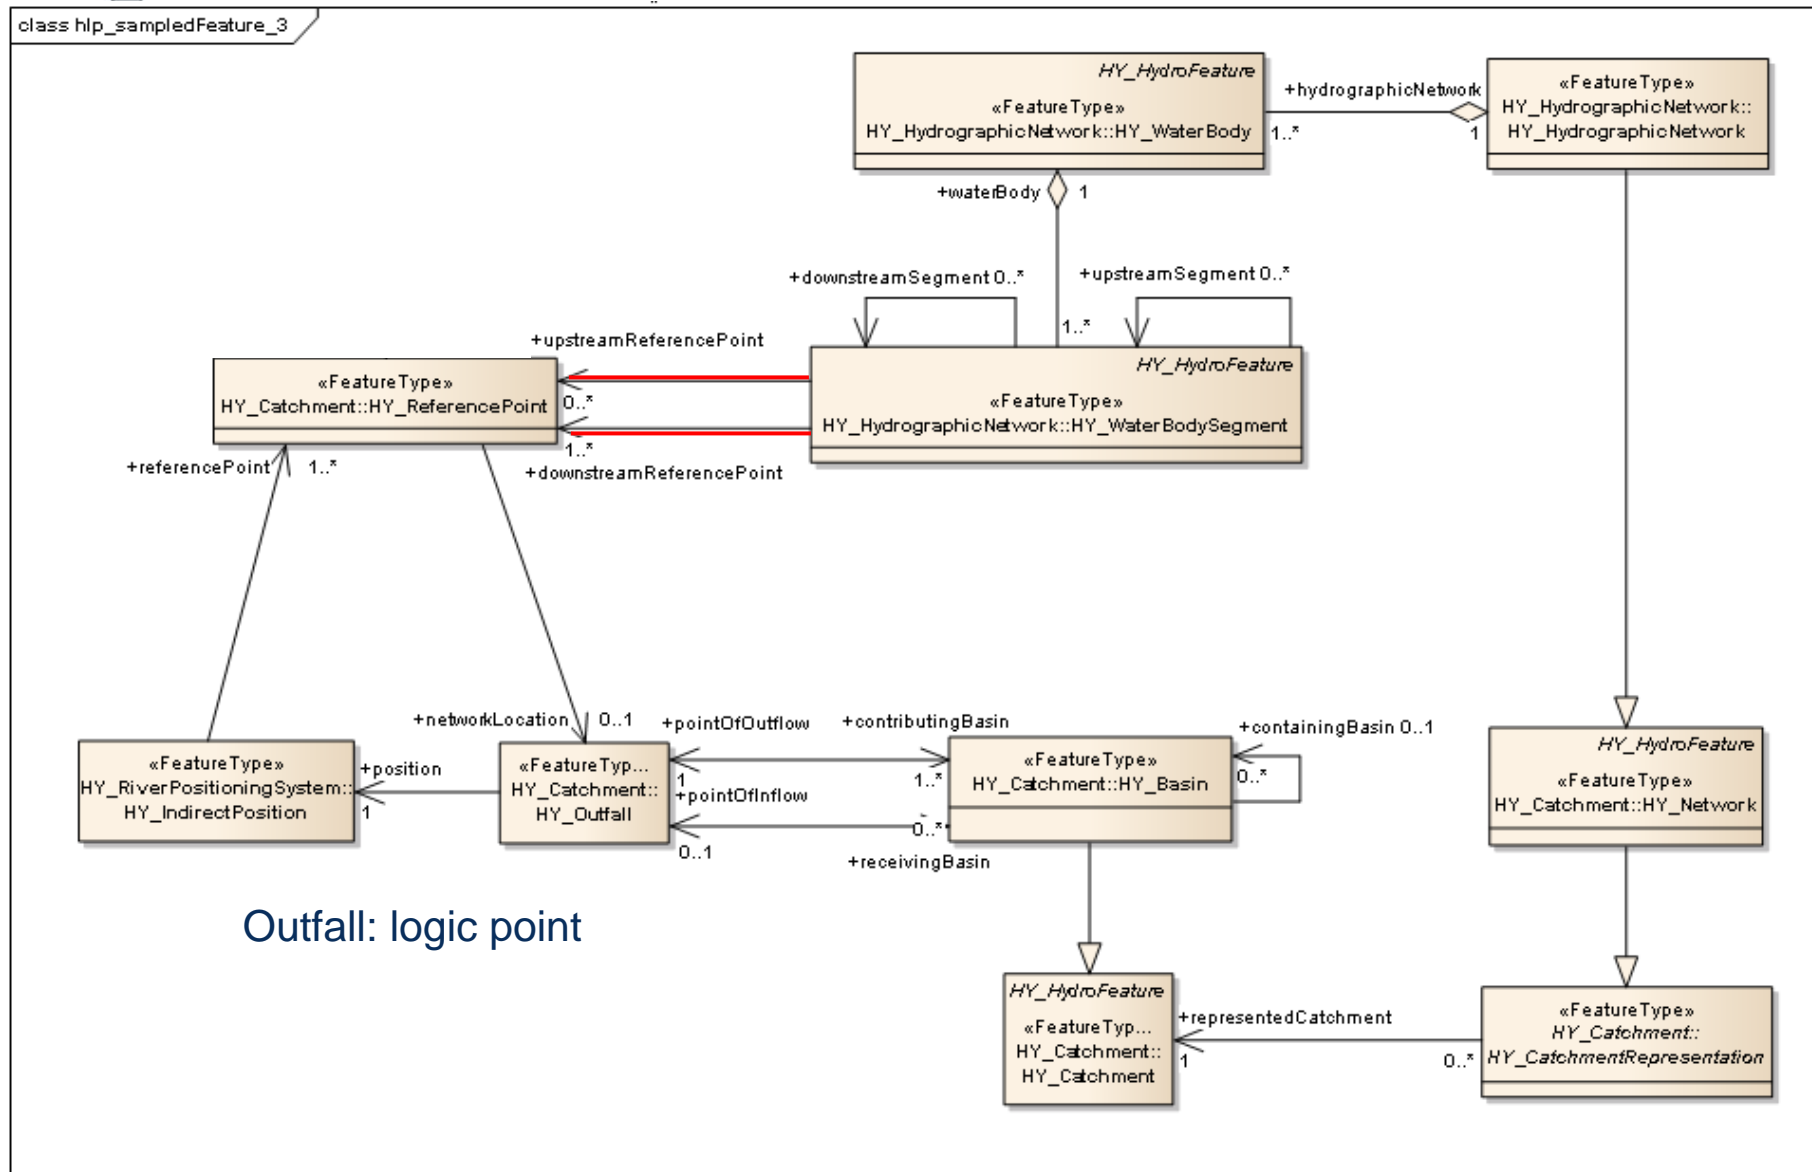 class hlp_sampledFeature_3
HY_HydroFeature
«FeatureType»
HY_HydrographicNetwork::HY_WaterBody
+hydrographicNetwork
1..*
1
«FeatureType»
HY_HydrographicNetwork::
HY_HydrographicNetwork
+waterBody
1
+downstreamSegment 0..*
+upstreamSegment 0..*
1..*
+upstreamReferencePoint
HY_HydroFeature
«FeatureType»
HY_HydrographicNetwork::HY_WaterBodySegment
«FeatureType»
HY_Catchment::HY_ReferencePoint
0..*
1..*
+downstreamReferencePoint
+referencePoint
1..*
+networkLocation
0..1
+pointOfOutflow
+contributingBasin
+containingBasin 0..1
«FeatureType»
HY_RiverPositioningSystem::
HY_IndirectPosition
+position
1
«FeatureTyp...
HY_Catchment::
HY_Outfall
1
1..*
+pointOfInflow
0..1
0..*
+receivingBasin
«FeatureType»
HY_Catchment::HY_Basin
0..*
HY_HydroFeature
«FeatureType»
HY_Catchment::HY_Network
Outfall: logic point
HY_HydroFeature
«FeatureTyp...
HY_Catchment::
HY_Catchment
+representedCatchment
1
0..*
«FeatureType»
HY_Catchment::
HY_CatchmentRepresentation